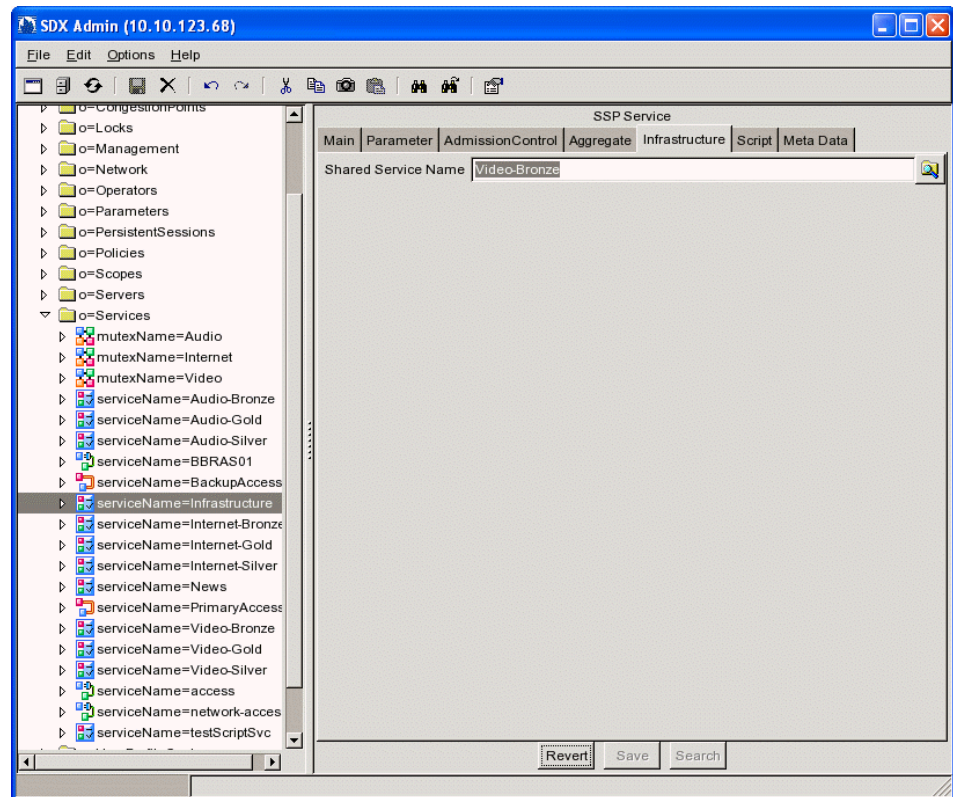 SDX Admin (10.10.123.68)
File Edit Options Help
o=CongestionPoints
o=Locks
o=Management
o=Network
o=Operators
o=Parameters
o=PersistentSessions
o=Policies
o=Scopes
o=Servers
o=Services
mutexName=Audio
mutexName=Internet
mutexName=Video
serviceName=Audio-Bronze
serviceName=Audio-Gold
serviceName=Audio-Silver
serviceName=BBRAS01
serviceName=BackupAccess
serviceName=Infrastructure
serviceName=Internet-Bronze
serviceName=Internet-Gold
serviceName=Internet-Silver
serviceName=News
serviceName=PrimaryAccess
serviceName=Video-Bronze
serviceName=Video-Gold
serviceName=Video-Silver
serviceName=access
serviceName=network-acces
serviceName=testScriptSvc
SSP Service
Main Parameter AdmissionControl Aggregate Infrastructure Script Meta Data
Shared Service Name Video-Bronze
Revert Save Search